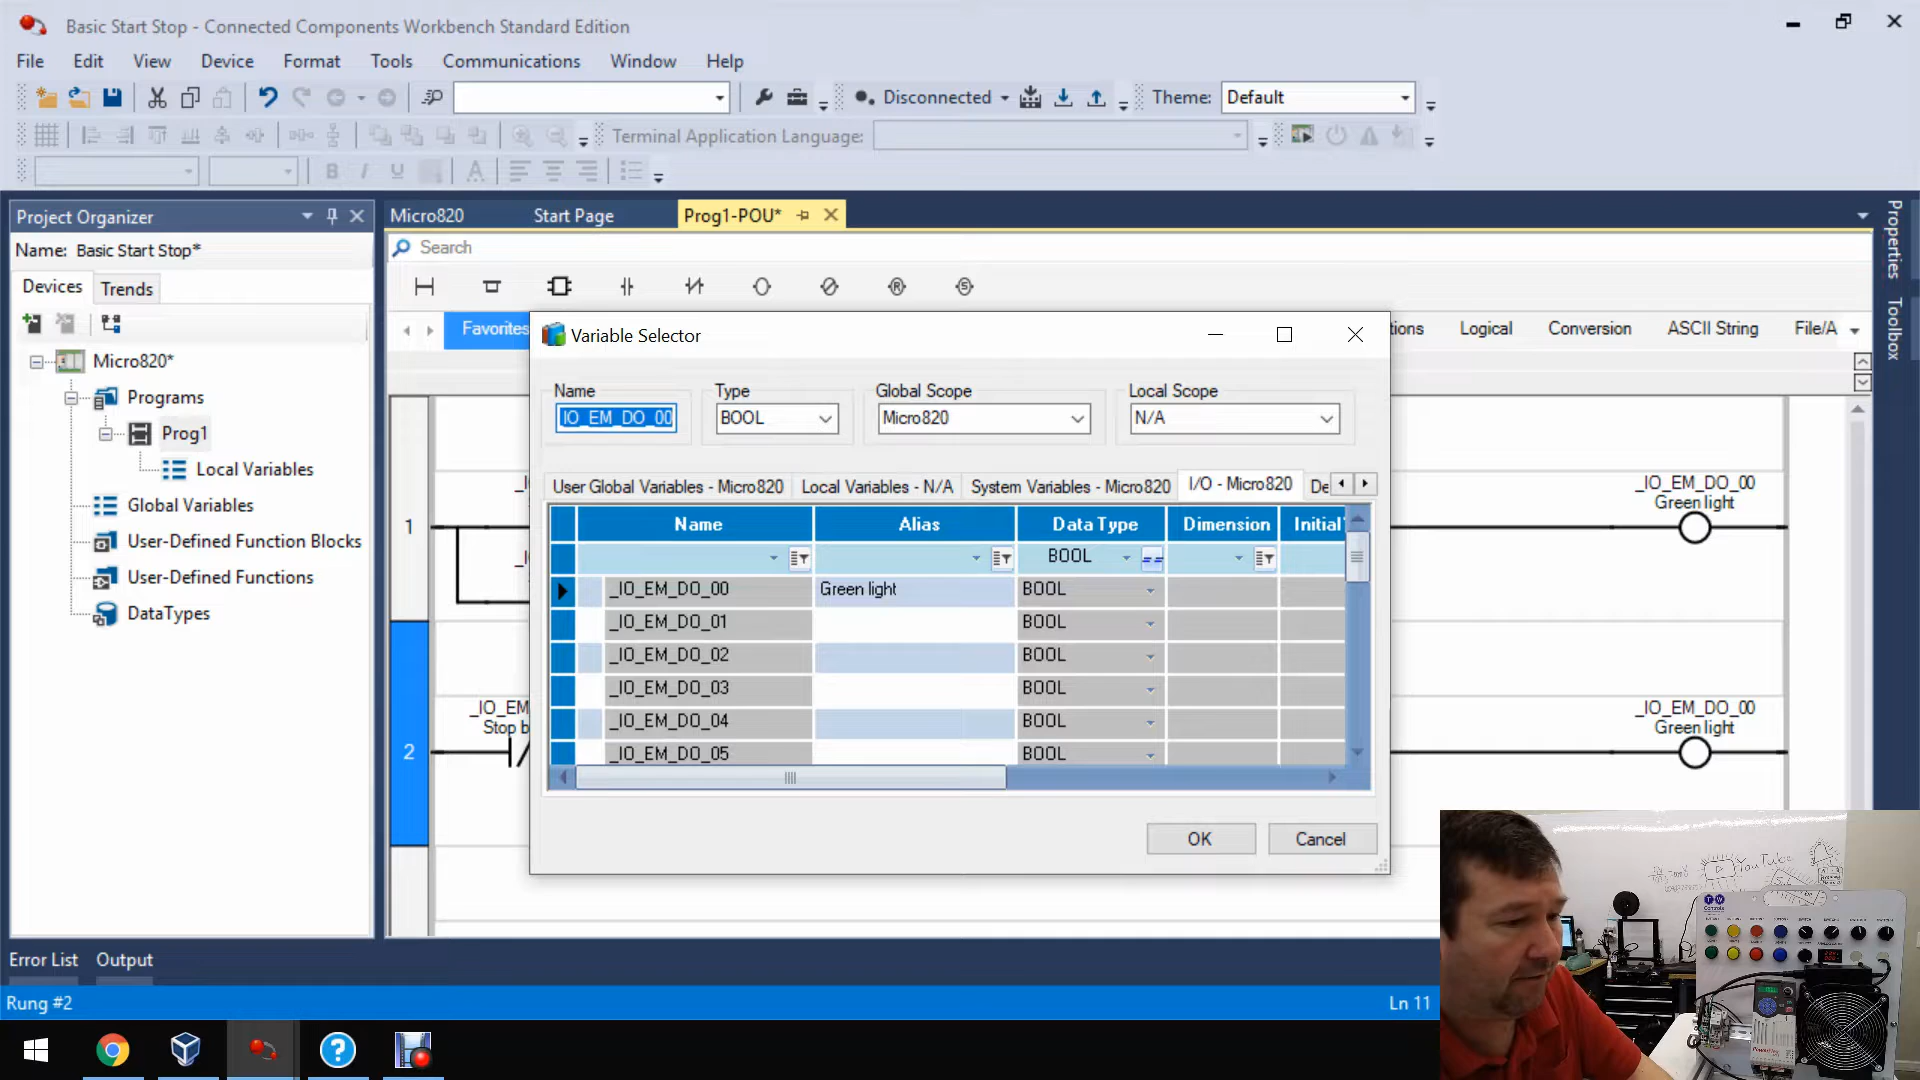 Basic Start Stop - Connected Components Workbench Standard Edition
File Edit View Device Format Tools Communications Window Help
Disconnected Theme: Default
Terminal Application Language:
Project Organizer
Name: Basic Start Stop*
Devices Trends
Micro820*
Programs
Prog1
Local Variables
Global Variables
User-Defined Function Blocks
User-Defined Functions
DataTypes
Micro820 Start Page Prog1-POU*
Search
Favorites
Logical Conversion ASCII String File/A
Properties
Toolbox
Variable Selector
Name Type Global Scope Local Scope
IO_EM_DO_00 BOOL Micro820 N/A
User Global Variables - Micro820 Local Variables - N/A System Variables - Micro820 I/O - Micro820 De
Name Alias Data Type Dimension Initial
BOOL
_IO_EM_DO_00 Green light BOOL
_IO_EM_DO_01 BOOL
_IO_EM_DO_02 BOOL
_IO_EM_DO_03 BOOL
_IO_EM_DO_04 BOOL
_IO_EM_DO_05 BOOL
OK Cancel
1
_IO_EM_DO_00
Green light
2
_IO_EM
Stop b
_IO_EM_DO_00
Green light
Error List Output
Rung #2 Ln 11
YouTube